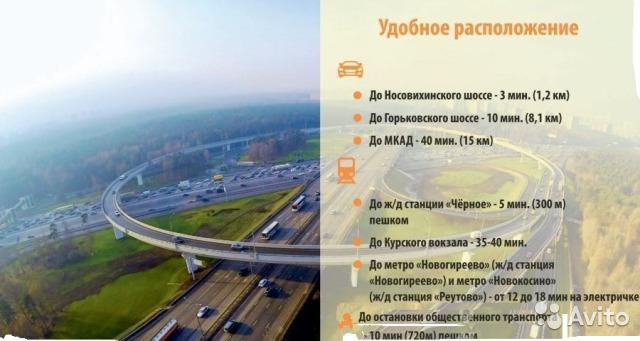 Удобное расположение
До Носовихинского шоссе - 3 мин. (1,2 км)
До Горьковского шоссе - 10 мин. (8,1 км)
До МКАД - 40 мин. (15 км)
До ж/д станции «Чёрное» - 5 мин. (300 м)
пешком
До Курского вокзала - 35-40 мин.
До метро «Новогиреево» (ж/д станция
«Новогиреево») и метро «Новокосино»
(ж/д станция «Реутово») - от 12 до 18 мин на электричке
До остановки общественного транспорта
- 10 мин (720м) пешком
Avito